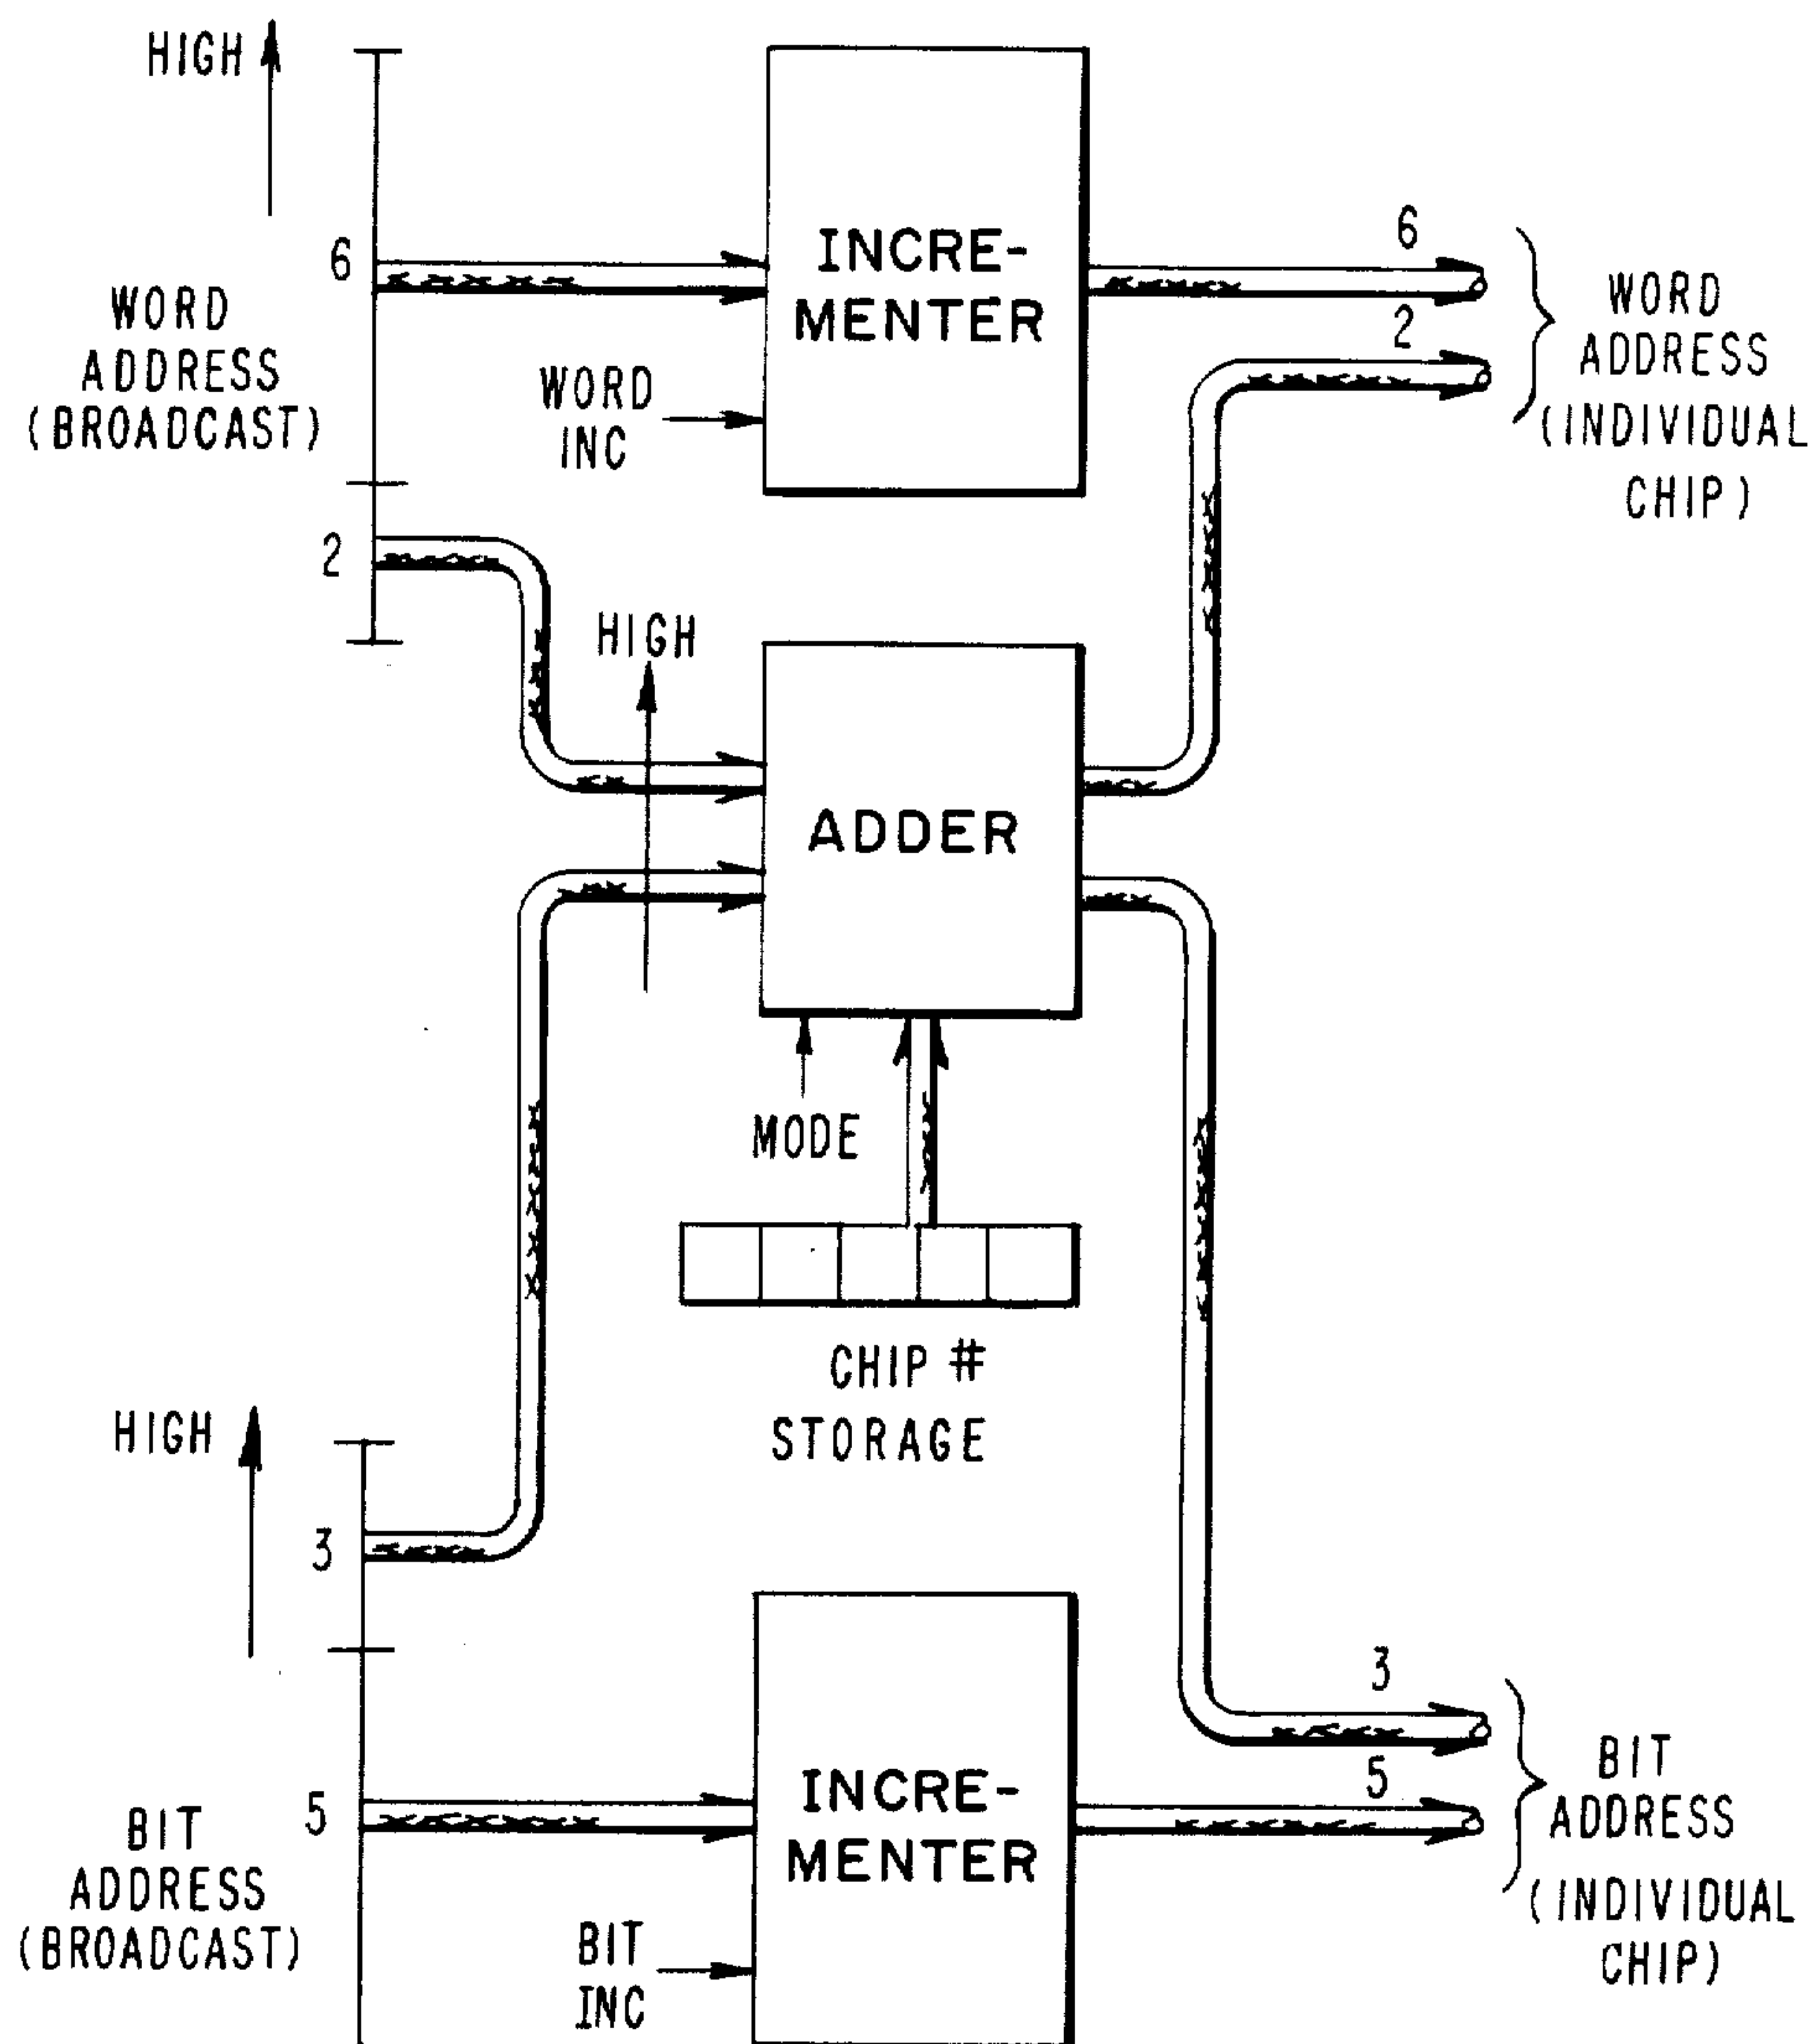 HIGH
6
WORD
ADDRESS
(BROADCAST)
2
INCRE-
MENTER
WORD
INC
6
2
WORD
ADDRESS
(INDIVIDUAL
CHIP)
HIGH
ADDER
MODE
CHIP #
STORAGE
HIGH
3
5
BIT
ADDRESS
(BROADCAST)
INCRE-
MENTER
BIT
INC
3
5
BIT
ADDRESS
(INDIVIDUAL
CHIP)